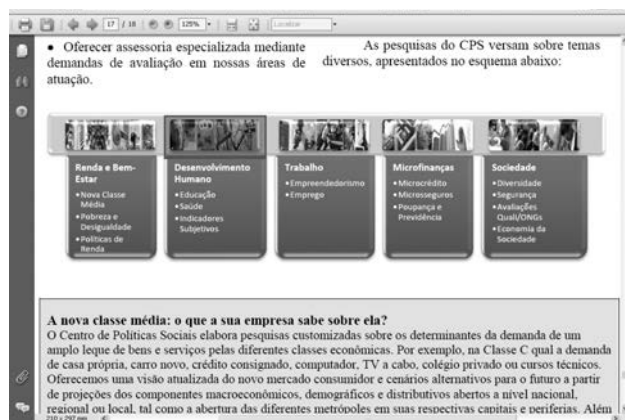 17 / 18
125%
Localizar
• Oferecer assessoria especializada mediante
demandas de avaliação em nossas áreas de
atuação.
As pesquisas do CPS versam sobre temas
diversos, apresentados no esquema abaixo:
Renda e Bem-
Estar
• Nova Classe
Média
• Pobreza e
Desigualdade
• Políticas de
Renda
Desenvolvimento
Humano
• Educação
• Saúde
• Indicadores
Subjetivos
Trabalho
• Empreendedorismo
• Emprego
Microfinanças
• Microcrédito
• Microsseguros
• Poupança e
Previdência
Sociedade
• Diversidade
• Segurança
• Avaliações
Quali/ONGs
• Economia da
Sociedade
A nova classe média: o que a sua empresa sabe sobre ela?
O Centro de Políticas Sociais elabora pesquisas customizadas sobre os determinantes da demanda de um
amplo leque de bens e serviços pelas diferentes classes econômicas. Por exemplo, na Classe C qual a demanda
de casa própria, carro novo, crédito consignado, computador, TV a cabo, colégio privado ou cursos técnicos.
Oferecemos uma visão atualizada do novo mercado consumidor e cenários alternativos para o futuro a partir
de projeções dos componentes macroeconômicos, demográficos e distributivos abertos a nível nacional,
regional ou local, tal como a abertura das diferentes metrópoles em suas respectivas capitais e periferias. Além
210 x 297 mm